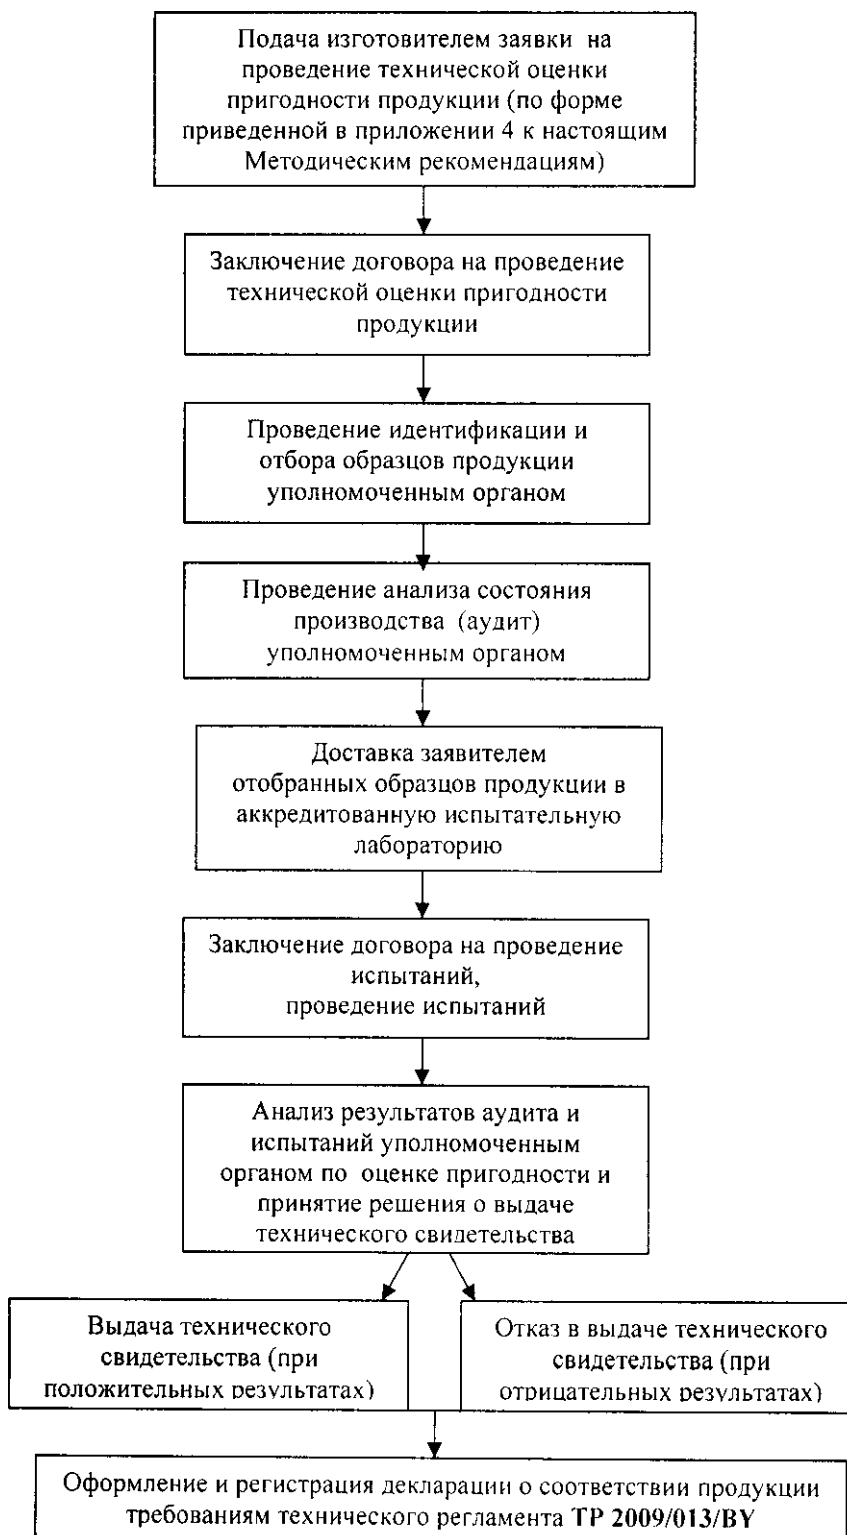 Подача изготовителем заявки на
проведение технической оценки
пригодности продукции (по форме
приведенной в приложении 4 к настоящим
Методическим рекомендациям)
Заключение договора на проведение
технической оценки пригодности
продукции
Проведение идентификации и
отбора образцов продукции
уполномоченным органом
Проведение анализа состояния
производства (аудит)
уполномоченным органом
Доставка заявителем
отобранных образцов продукции в
аккредитованную испытательную
лабораторию
Заключение договора на проведение
испытаний,
проведение испытаний
Анализ результатов аудита и
испытаний уполномоченным
органом по оценке пригодности и
принятие решения о выдаче
технического свидетельства
Выдача технического
свидетельства (при
положительных результатах)
Отказ в выдаче технического
свидетельства (при
отрицательных результатах)
Оформление и регистрация декларации о соответствии продукции
требованиям технического регламента ТР 2009/013/BY